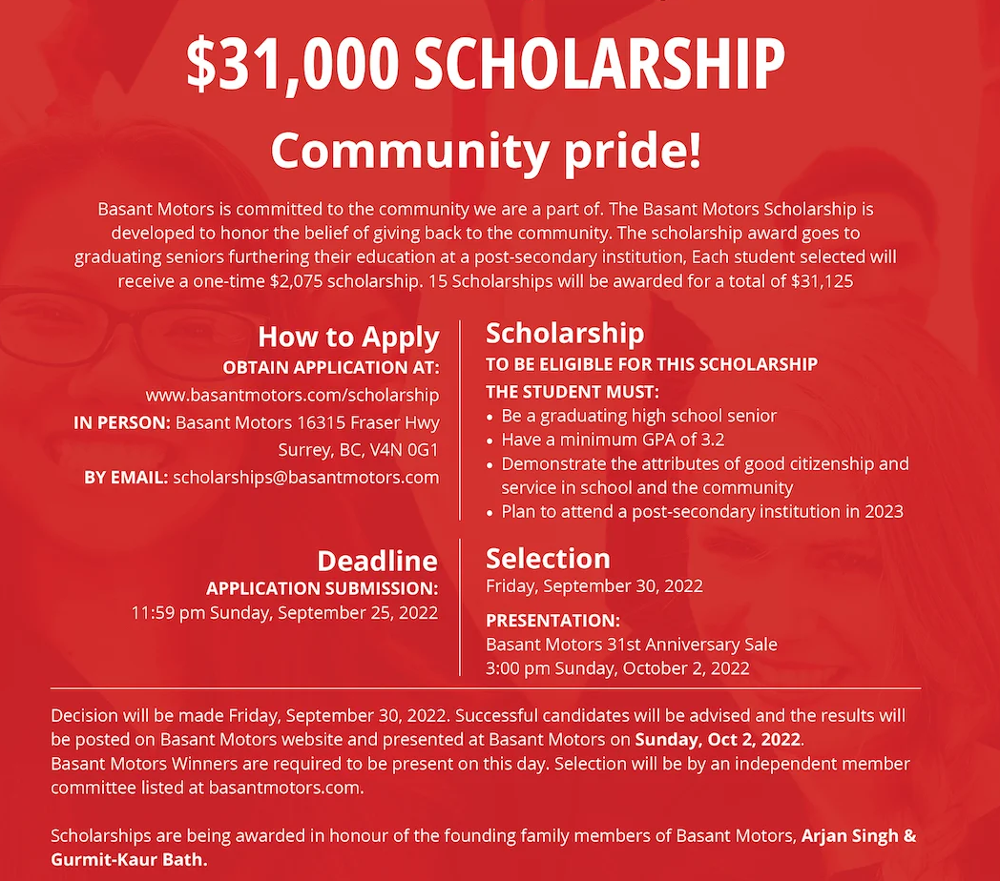 $31,000 SCHOLARSHIP
Community pride!
Basant Motors is committed to the community we are a part of. The Basant Motors Scholarship is
developed to honor the belief of giving back to the community. The scholarship award goes to
graduating seniors furthering their education at a post-secondary institution, Each student selected will
receive a one-time $2,075 scholarship. 15 Scholarships will be awarded for a total of $31,125
How to Apply
OBTAIN APPLICATION AT:
www.basantmotors.com/scholarship
IN PERSON: Basant Motors 16315 Fraser Hwy
Surrey, BC, V4N 0G1
BY EMAIL: scholarships@basantmotors.com
Scholarship
TO BE ELIGIBLE FOR THIS SCHOLARSHIP
THE STUDENT MUST:
• Be a graduating high school senior
• Have a minimum GPA of 3.2
• Demonstrate the attributes of good citizenship and
service in school and the community
• Plan to attend a post-secondary institution in 2023
Deadline
APPLICATION SUBMISSION:
11:59 pm Sunday, September 25, 2022
Selection
Friday, September 30, 2022
PRESENTATION:
Basant Motors 31st Anniversary Sale
3:00 pm Sunday, October 2, 2022
Decision will be made Friday, September 30, 2022. Successful candidates will be advised and the results will
be posted on Basant Motors website and presented at Basant Motors on Sunday, Oct 2, 2022.
Basant Motors Winners are required to be present on this day. Selection will be by an independent member
committee listed at basantmotors.com.
Scholarships are being awarded in honour of the founding family members of Basant Motors, Arjan Singh &
Gurmit-Kaur Bath.